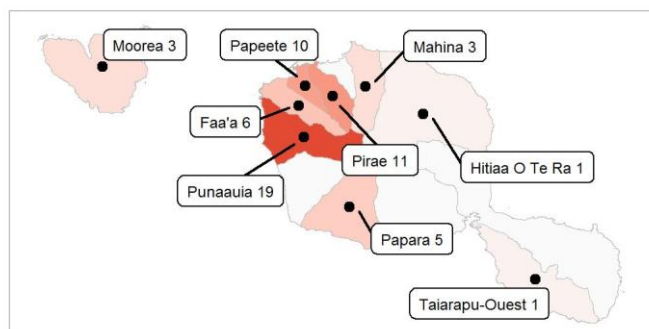 Moorea 3
Papeete 10
Mahina 3
Faa'a 6
Pirae 11
Hitiaa O Te Ra 1
Punaauia 19
Papara 5
Taiarapu-Ouest 1